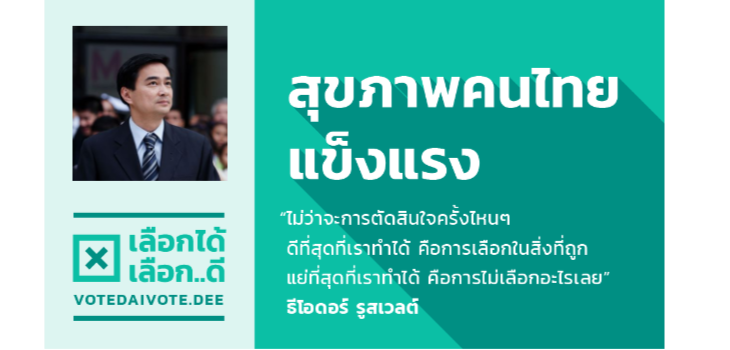 สุขภาพคนไทย
แข็งแรง
“ไม่ว่าจะการตัดสินใจครั้งไหนๆ
ดีที่สุดที่เราทำได้ คือการเลือกในสิ่งที่ถูก
แย่ที่สุดที่เราทำได้ คือการไม่เลือกอะไรเลย”
ธีโอดอร์ รูสเวลต์
เลือกได้
เลือก..ดี
VOTEDAIVOTE.DEE